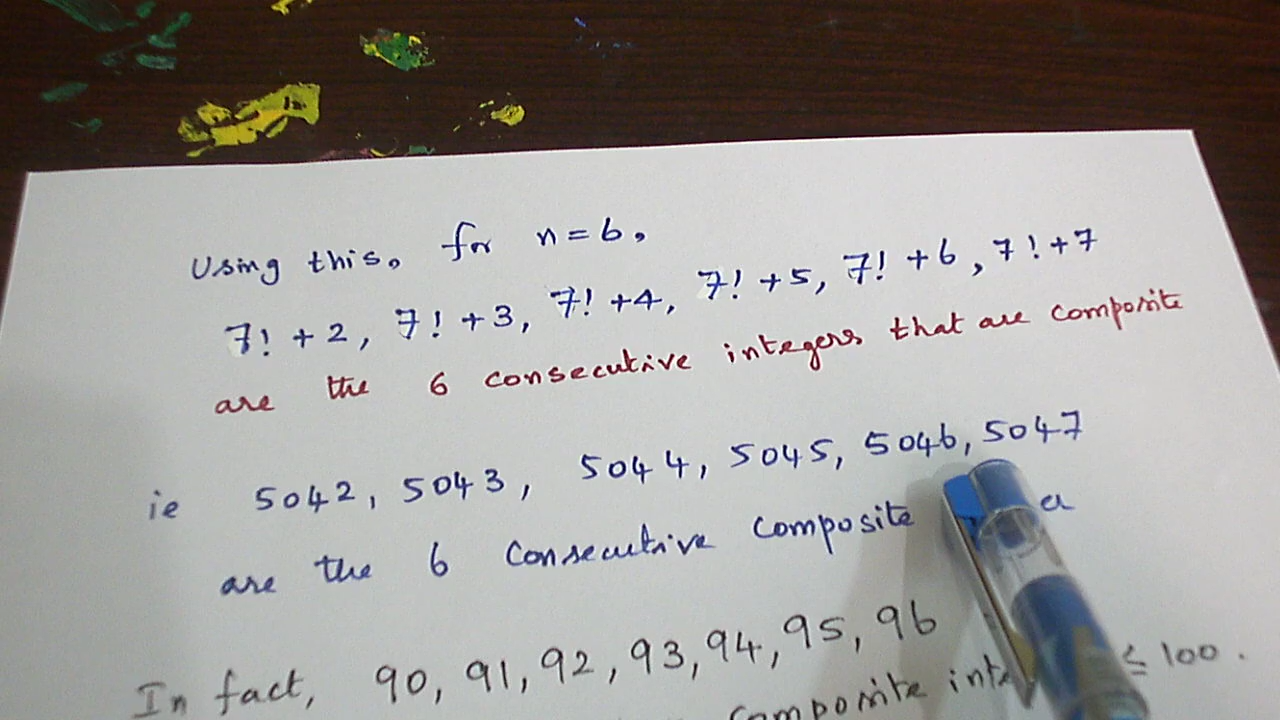 Using this, for n = 6,
7! + 2, 7! + 3, 7! + 4, 7! + 5, 7! + 6, 7! + 7
are the 6 consecutive integers that are composite
ie 5042, 5043, 5044, 5045, 5046, 5047
are the 6 consecutive composite
In fact, 90, 91, 92, 93, 94, 95, 96
composite ≤ 100.